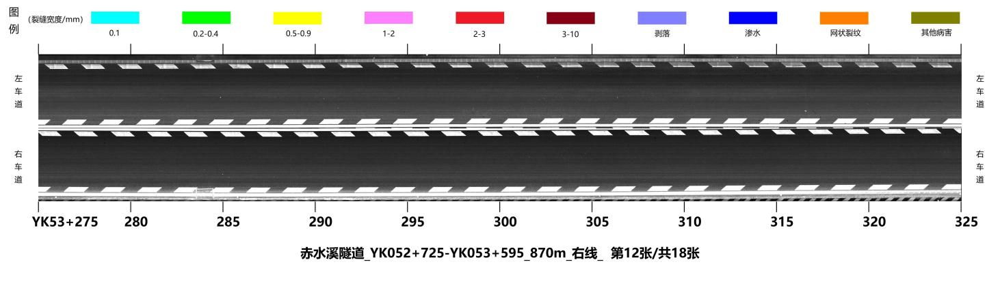 图例
(裂缝宽度/mm)
0.1 0.2-0.4 0.5-0.9 1-2 2-3 3-10 剥落 渗水 网状裂纹 其他病害
左车道 左车道
右车道 右车道
YK53+275 280 285 290 295 300 305 310 315 320 325
赤水溪隧道_YK052+725-YK053+595_870m_右线_ 第12张/共18张